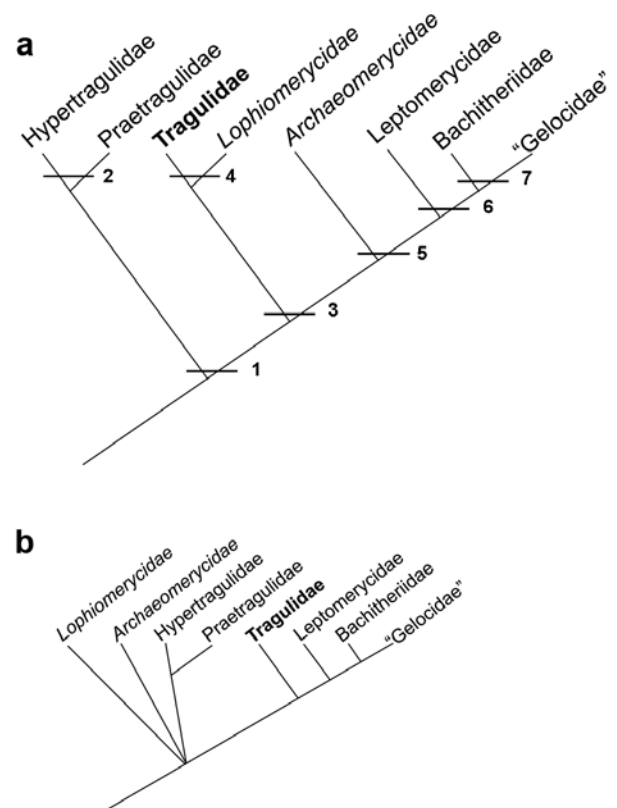 a
Hypertragulidae
Praetragulidae
Tragulidae
Lophiomerycidae
Archaeomerycidae
Leptomerycidae
Bachitheriidae
“Gelocidae”
2
4
7
6
5
3
1
b
Lophiomerycidae
Archaeomerycidae
Hypertragulidae
Praetragulidae
Tragulidae
Leptomerycidae
Bachitheriidae
“Gelocidae”